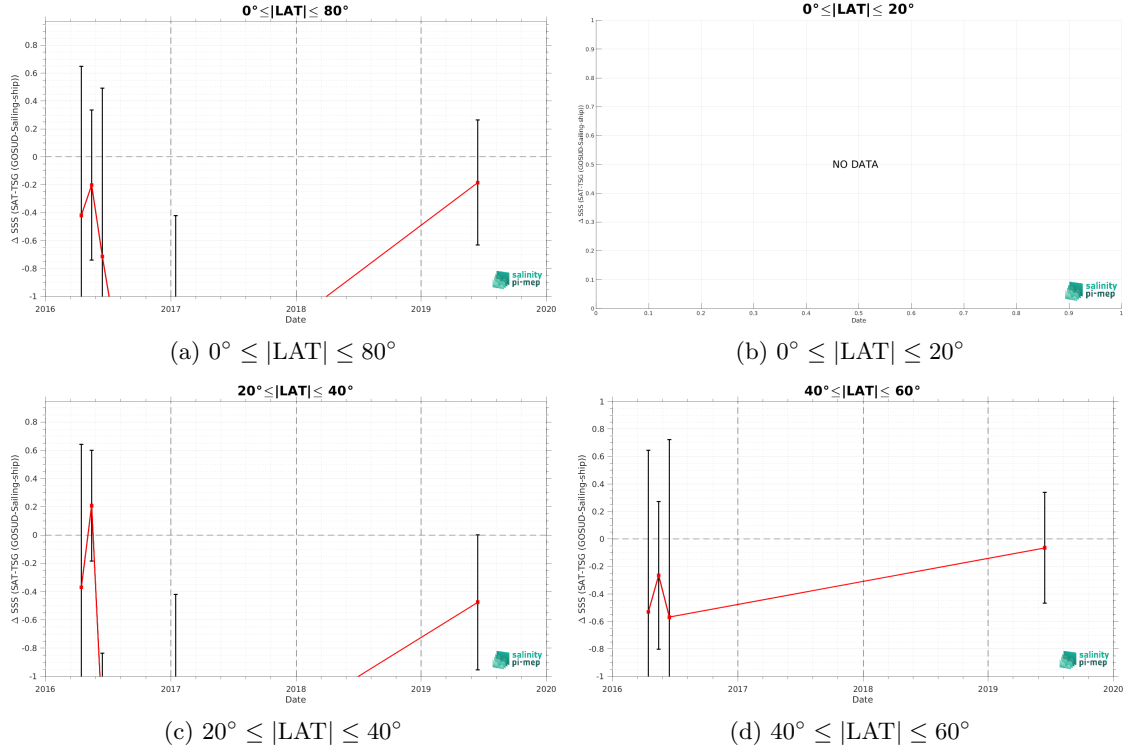 0°≤|LAT|≤ 80°
Δ SSS (SAT-TSG (GOSUD-Sailing-ship))
0.8
0.6
0.4
0.2
0
-0.2
-0.4
-0.6
-0.8
-1
2016
2017
2018
2019
2020
Date
salinity
pi-mep
(a) 0° ≤ |LAT| ≤ 80°
0°≤|LAT|≤ 20°
Δ SSS (SAT-TSG (GOSUD-Sailing-ship))
1
0.9
0.8
0.7
0.6
0.5
0.4
0.3
0.2
0.1
0
NO DATA
0
0.1
0.2
0.3
0.4
0.5
0.6
0.7
0.8
0.9
1
Date
salinity
pi-mep
(b) 0° ≤ |LAT| ≤ 20°
20°≤|LAT|≤ 40°
Δ SSS (SAT-TSG (GOSUD-Sailing-ship))
0.8
0.6
0.4
0.2
0
-0.2
-0.4
-0.6
-0.8
-1
2016
2017
2018
2019
2020
Date
salinity
pi-mep
(c) 20° ≤ |LAT| ≤ 40°
40°≤|LAT|≤ 60°
Δ SSS (SAT-TSG (GOSUD-Sailing-ship))
1
0.8
0.6
0.4
0.2
0
-0.2
-0.4
-0.6
-0.8
-1
2016
2017
2018
2019
2020
Date
salinity
pi-mep
(d) 40° ≤ |LAT| ≤ 60°